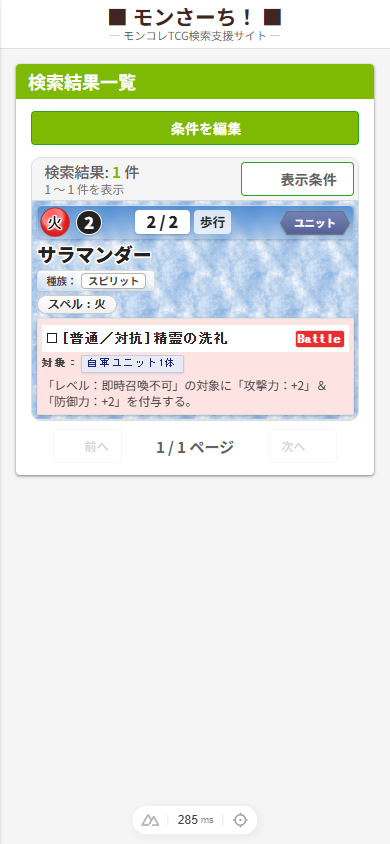 モンさーち！
― モンコレTCG検索支援サイト ―
検索結果一覧
条件を編集
検索結果: 1 件
1 ～ 1 件を表示
表示条件
火 2 2 / 2 歩行 ユニット
サラマンダー
種族： スピリット
スペル：火
□ [普通／対抗] 精霊の洗礼 Battle
対象： 自軍ユニット1体
「レベル：即時召喚不可」の対象に「攻撃力：+2」＆
「防御力：+2」を付与する。
前へ 1 / 1 ページ 次へ
285 ms